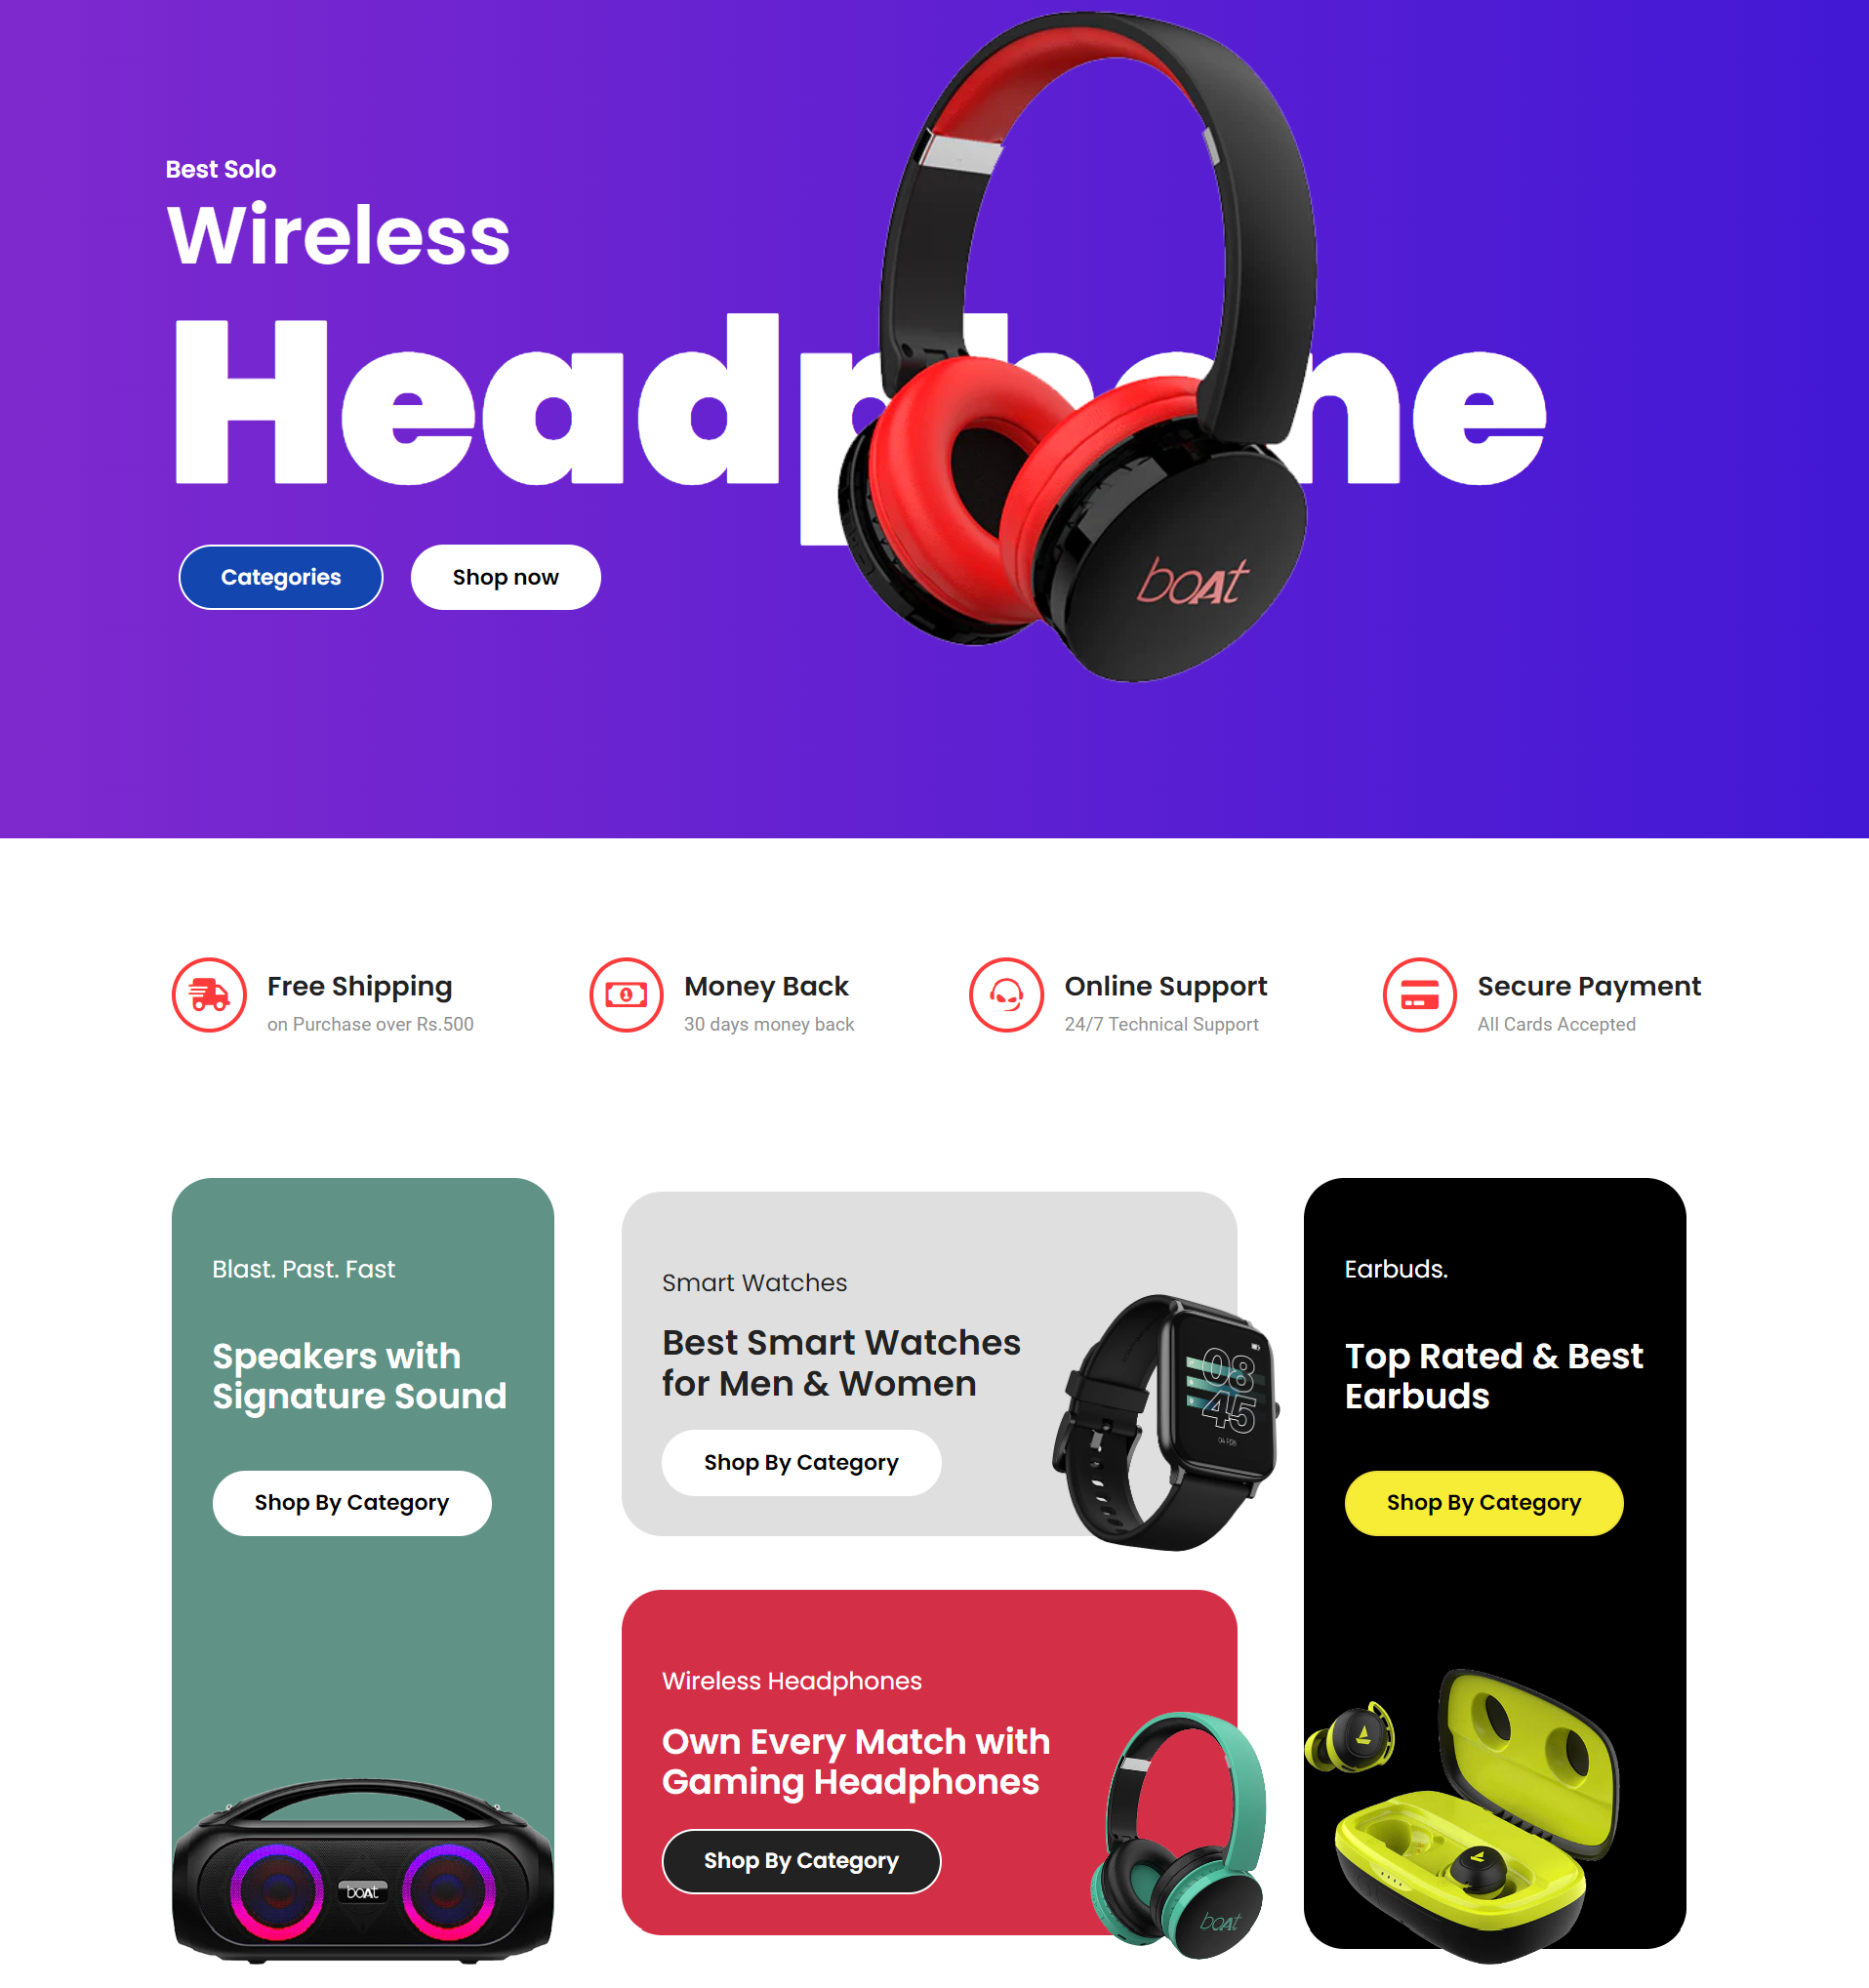 Best Solo
Wireless
Headphone
boAt
Categories
Shop now
Free Shipping
on Purchase over Rs.500
1
Money Back
30 days money back
Online Support
24/7 Technical Support
Secure Payment
All Cards Accepted
Blast. Past. Fast
Speakers with
Signature Sound
Shop By Category
boAt
Smart Watches
Best Smart Watches
for Men & Women
Shop By Category
08
45
Wireless Headphones
Own Every Match with
Gaming Headphones
Shop By Category
boAt
Earbuds.
Top Rated & Best
Earbuds
Shop By Category